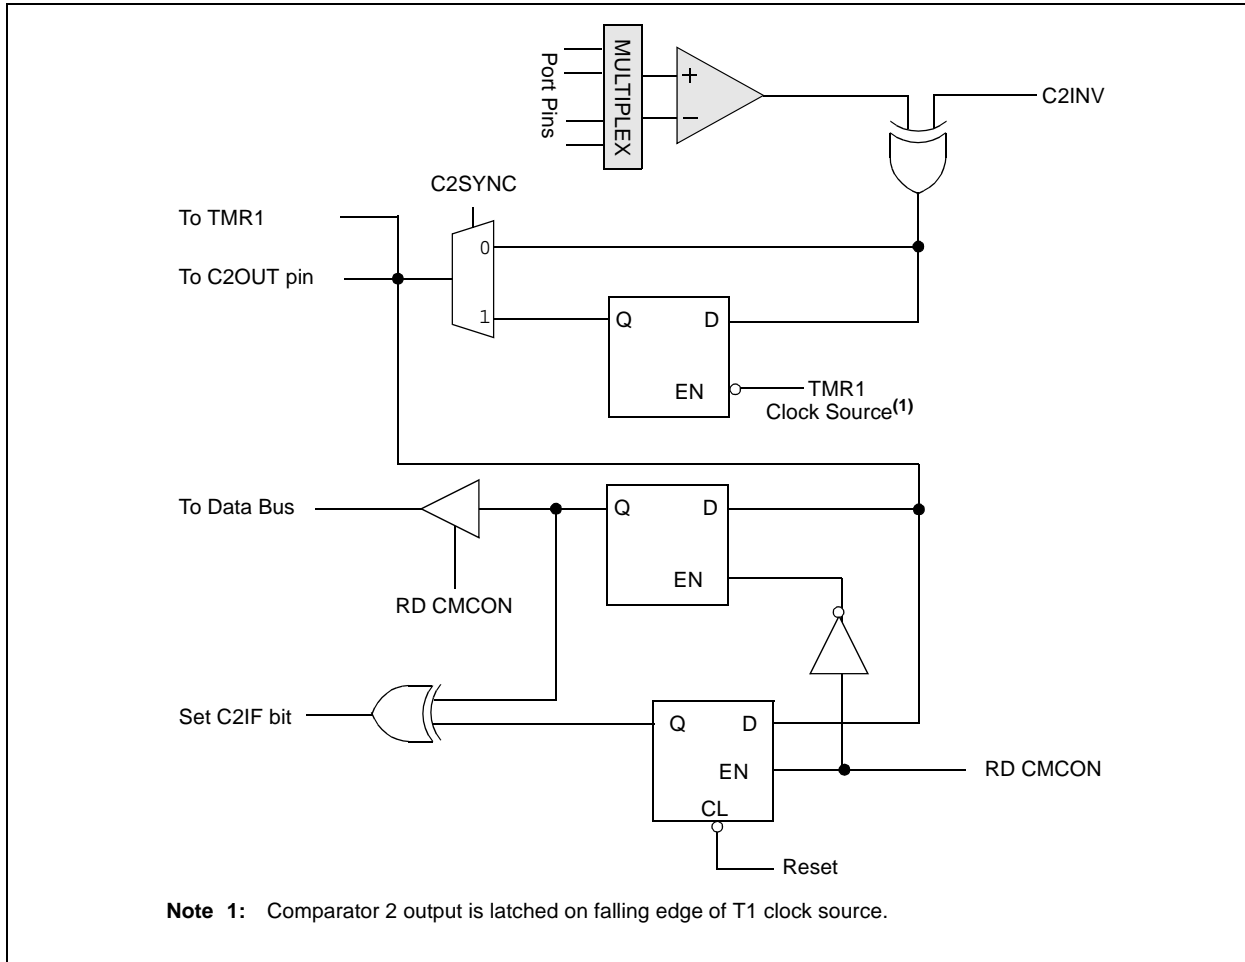 MULTIPLEX
Port Pins
+
−
C2INV
C2SYNC
To TMR1
0
To C2OUT pin
1
Q D
EN
TMR1
Clock Source(1)
To Data Bus
Q D
EN
RD CMCON
Set C2IF bit
Q D
EN
RD CMCON
CL
Reset
Note 1: Comparator 2 output is latched on falling edge of T1 clock source.